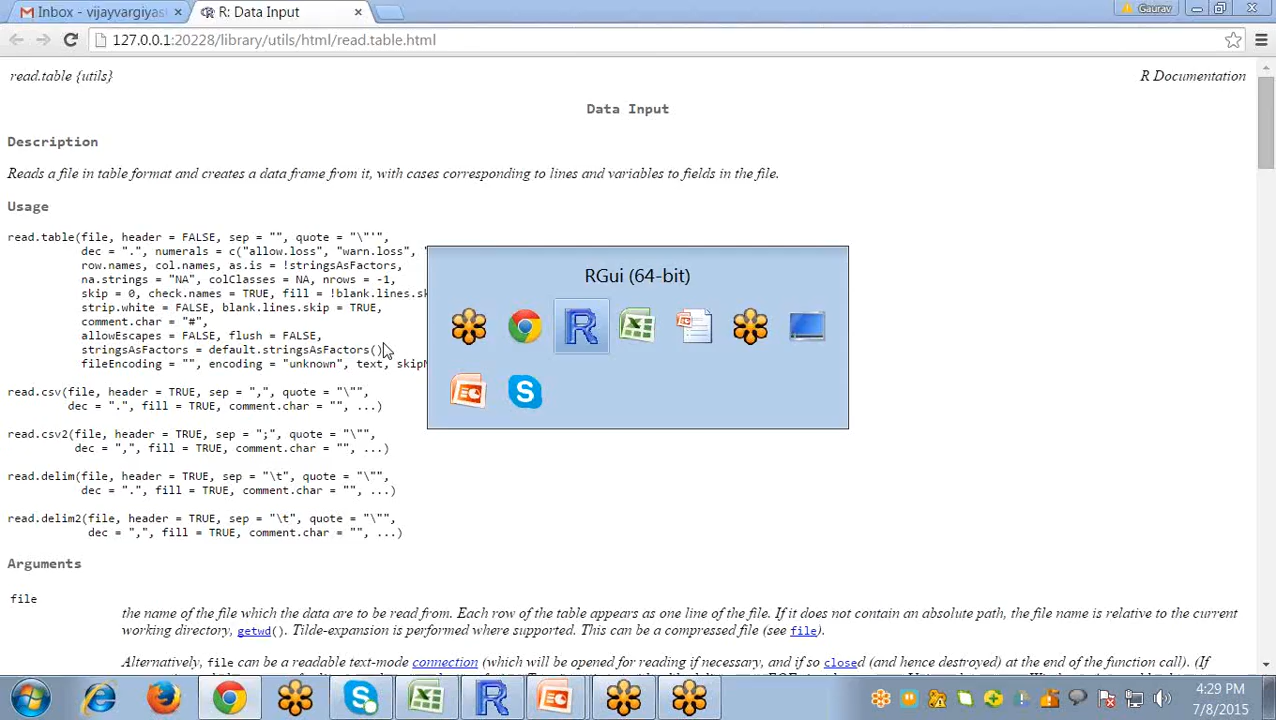 Inbox - vijayvargiyas
R: Data Input
Gaurav
127.0.0.1:20228/library/utils/html/read.table.html
read.table {utils}
R Documentation
Data Input
Description
Reads a file in table format and creates a data frame from it, with cases corresponding to lines and variables to fields in the file.
Usage
read.table(file, header = FALSE, sep = "", quote = "\"'",
dec = ".", numerals = c("allow.loss", "warn.loss",
row.names, col.names, as.is = !stringsAsFactors,
na.strings = "NA", colClasses = NA, nrows = -1,
skip = 0, check.names = TRUE, fill = !blank.lines.sk
strip.white = FALSE, blank.lines.skip = TRUE,
comment.char = "#",
allowEscapes = FALSE, flush = FALSE,
stringsAsFactors = default.stringsAsFactors()
fileEncoding = "", encoding = "unknown", text,
RGui (64-bit)
read.csv(file, header = TRUE, sep = ",", quote = "\"",
dec = ".", fill = TRUE, comment.char = "", ...)
read.csv2(file, header = TRUE, sep = ";", quote = "\"",
dec = ",", fill = TRUE, comment.char = "", ...)
read.delim(file, header = TRUE, sep = "\t", quote = "\"",
dec = ".", fill = TRUE, comment.char = "", ...)
read.delim2(file, header = TRUE, sep = "\t", quote = "\"",
dec = ",", fill = TRUE, comment.char = "", ...)
Arguments
file
the name of the file which the data are to be read from. Each row of the table appears as one line of the file. If it does not contain an absolute path, the file name is relative to the current
working directory, getwd(). Tilde-expansion is performed where supported. This can be a compressed file (see file).
Alternatively, file can be a readable text-mode connection (which will be opened for reading if necessary, and if so closed (and hence destroyed) at the end of the function call). (If
4:29 PM
7/8/2015